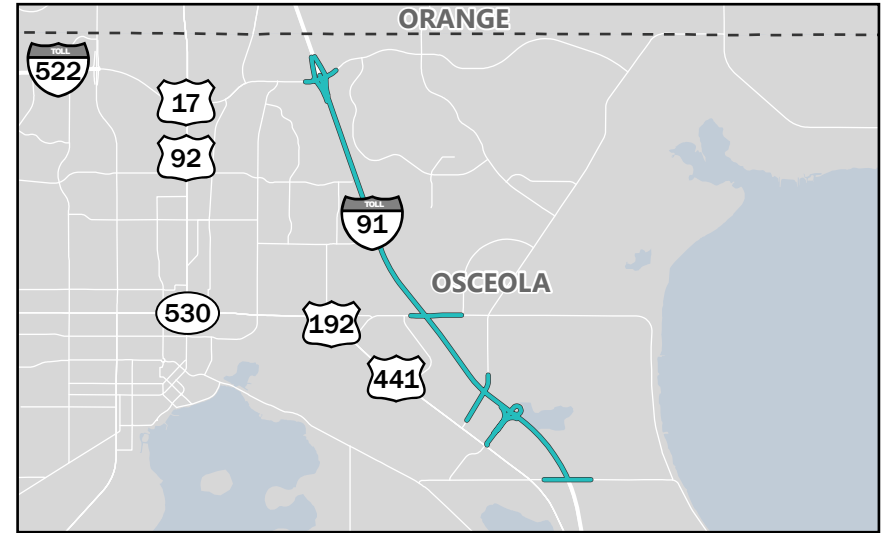 ORANGE
TOLL
522
17
92
TOLL
91
OSCEOLA
530
192
441